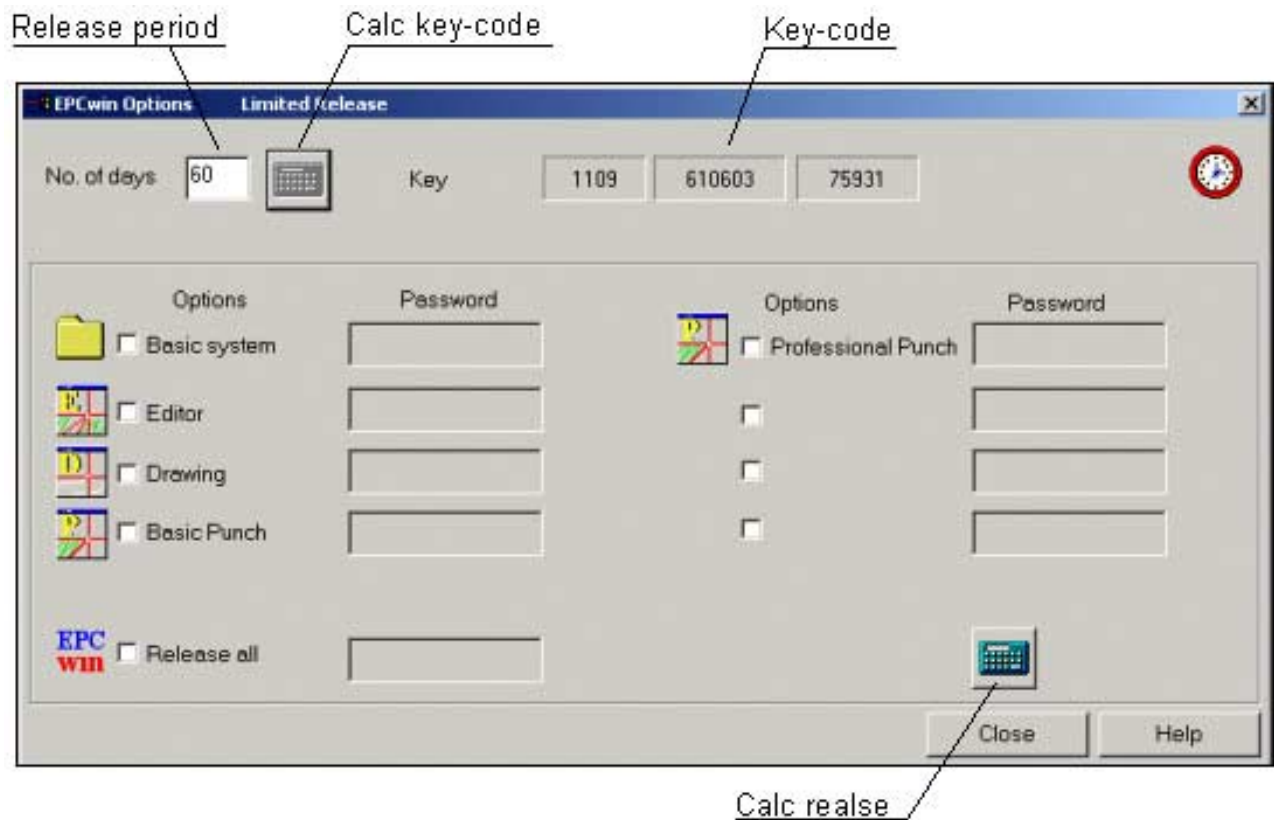 Release period Calc key-code Key-code
EPCwin Options Limited Release
No. of days 60 Key 1109 610603 75931
Options Password Options Password
Basic system Professional Punch
Editor
Drawing
Basic Punch
EPC
win Release all
Close Help
Calc realse